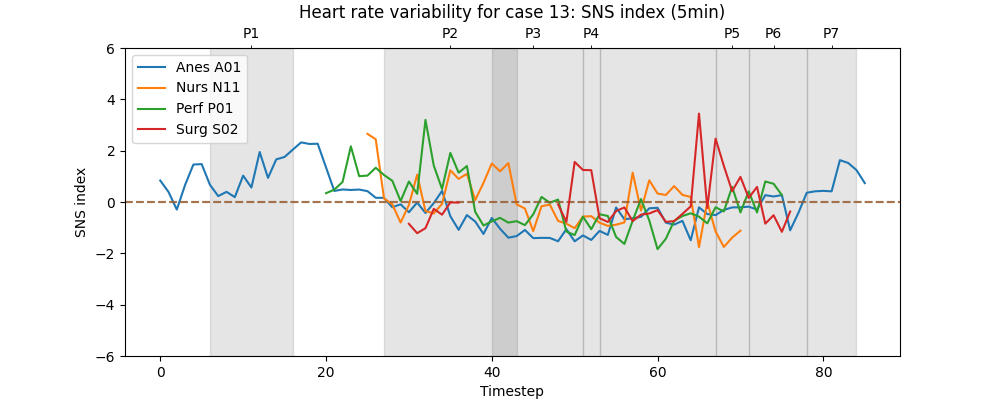 Heart rate variability for case 13: SNS index (5min)
P1 P2 P3 P4 P5 P6 P7
Anes A01
Nurs N11
Perf P01
Surg S02
SNS index
6
4
2
0
−2
−4
−6
0 20 40 60 80
Timestep